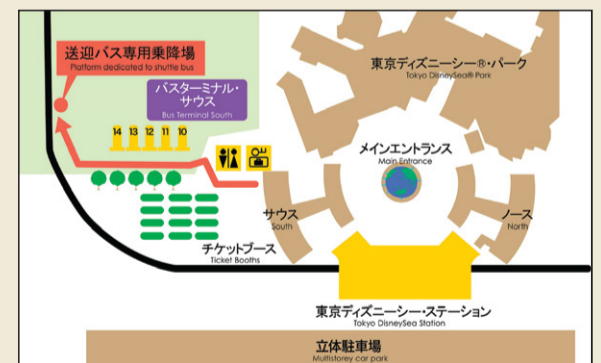 送迎バス専用乗降場
Platform dedicated to shuttle bus
東京ディズニーシー®・パーク
Tokyo DisneySea® Park
バスターミナル・
サウス
Bus Terminal South
14 13 12 11 10
メインエントランス
Main Entrance
サウス
South
ノース
North
チケットブース
Ticket Booths
東京ディズニーシー・ステーション
Tokyo DisneySea Station
立体駐車場
Multistorey car park